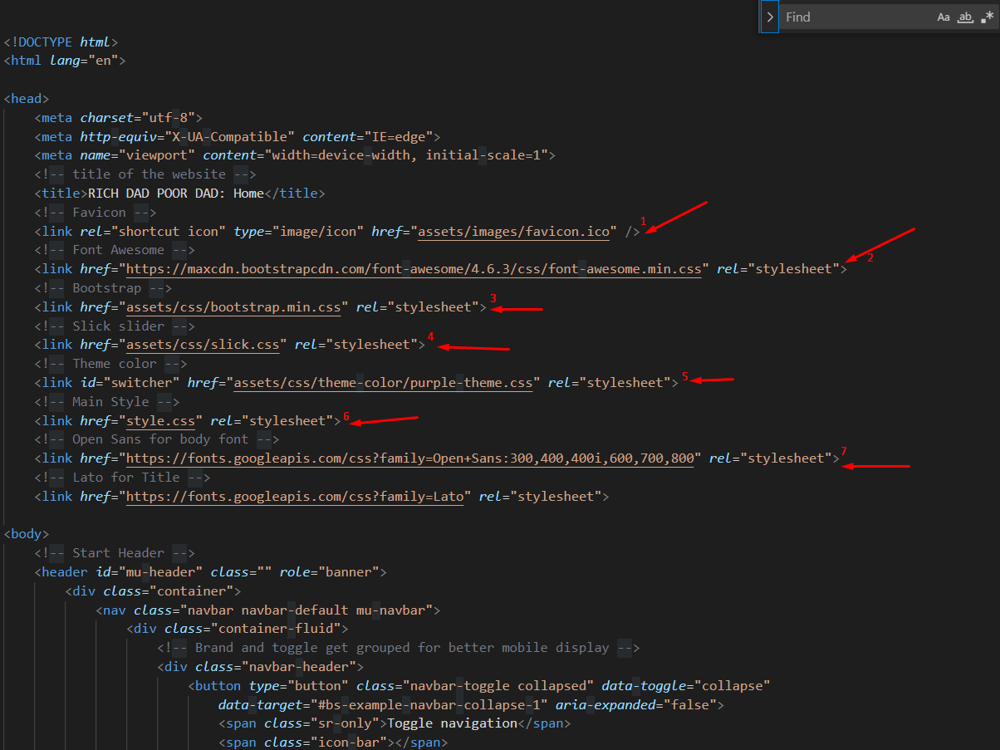 Find Aa ab .*
<!DOCTYPE html>
<html lang="en">
<head>
<meta charset="utf-8">
<meta http-equiv="X-UA-Compatible" content="IE=edge">
<meta name="viewport" content="width=device-width, initial-scale=1">
<!-- title of the website -->
<title>RICH DAD POOR DAD: Home</title>
<!-- Favicon -->
<link rel="shortcut icon" type="image/icon" href="assets/images/favicon.ico" /> 1
<!-- Font Awesome -->
<link href="https://maxcdn.bootstrapcdn.com/font-awesome/4.6.3/css/font-awesome.min.css" rel="stylesheet"> 2
<!-- Bootstrap -->
<link href="assets/css/bootstrap.min.css" rel="stylesheet"> 3
<!-- Slick slider -->
<link href="assets/css/slick.css" rel="stylesheet"> 4
<!-- Theme color -->
<link id="switcher" href="assets/css/theme-color/purple-theme.css" rel="stylesheet"> 5
<!-- Main Style -->
<link href="style.css" rel="stylesheet"> 6
<!-- Open Sans for body font -->
<link href="https://fonts.googleapis.com/css?family=Open+Sans:300,400,400i,600,700,800" rel="stylesheet"> 7
<!-- Lato for Title -->
<link href="https://fonts.googleapis.com/css?family=Lato" rel="stylesheet">
<body>
<!-- Start Header -->
<header id="mu-header" class="" role="banner">
<div class="container">
<nav class="navbar navbar-default mu-navbar">
<div class="container-fluid">
<!-- Brand and toggle get grouped for better mobile display -->
<div class="navbar-header">
<button type="button" class="navbar-toggle collapsed" data-toggle="collapse"
data-target="#bs-example-navbar-collapse-1" aria-expanded="false">
<span class="sr-only">Toggle navigation</span>
<span class="icon-bar"></span>